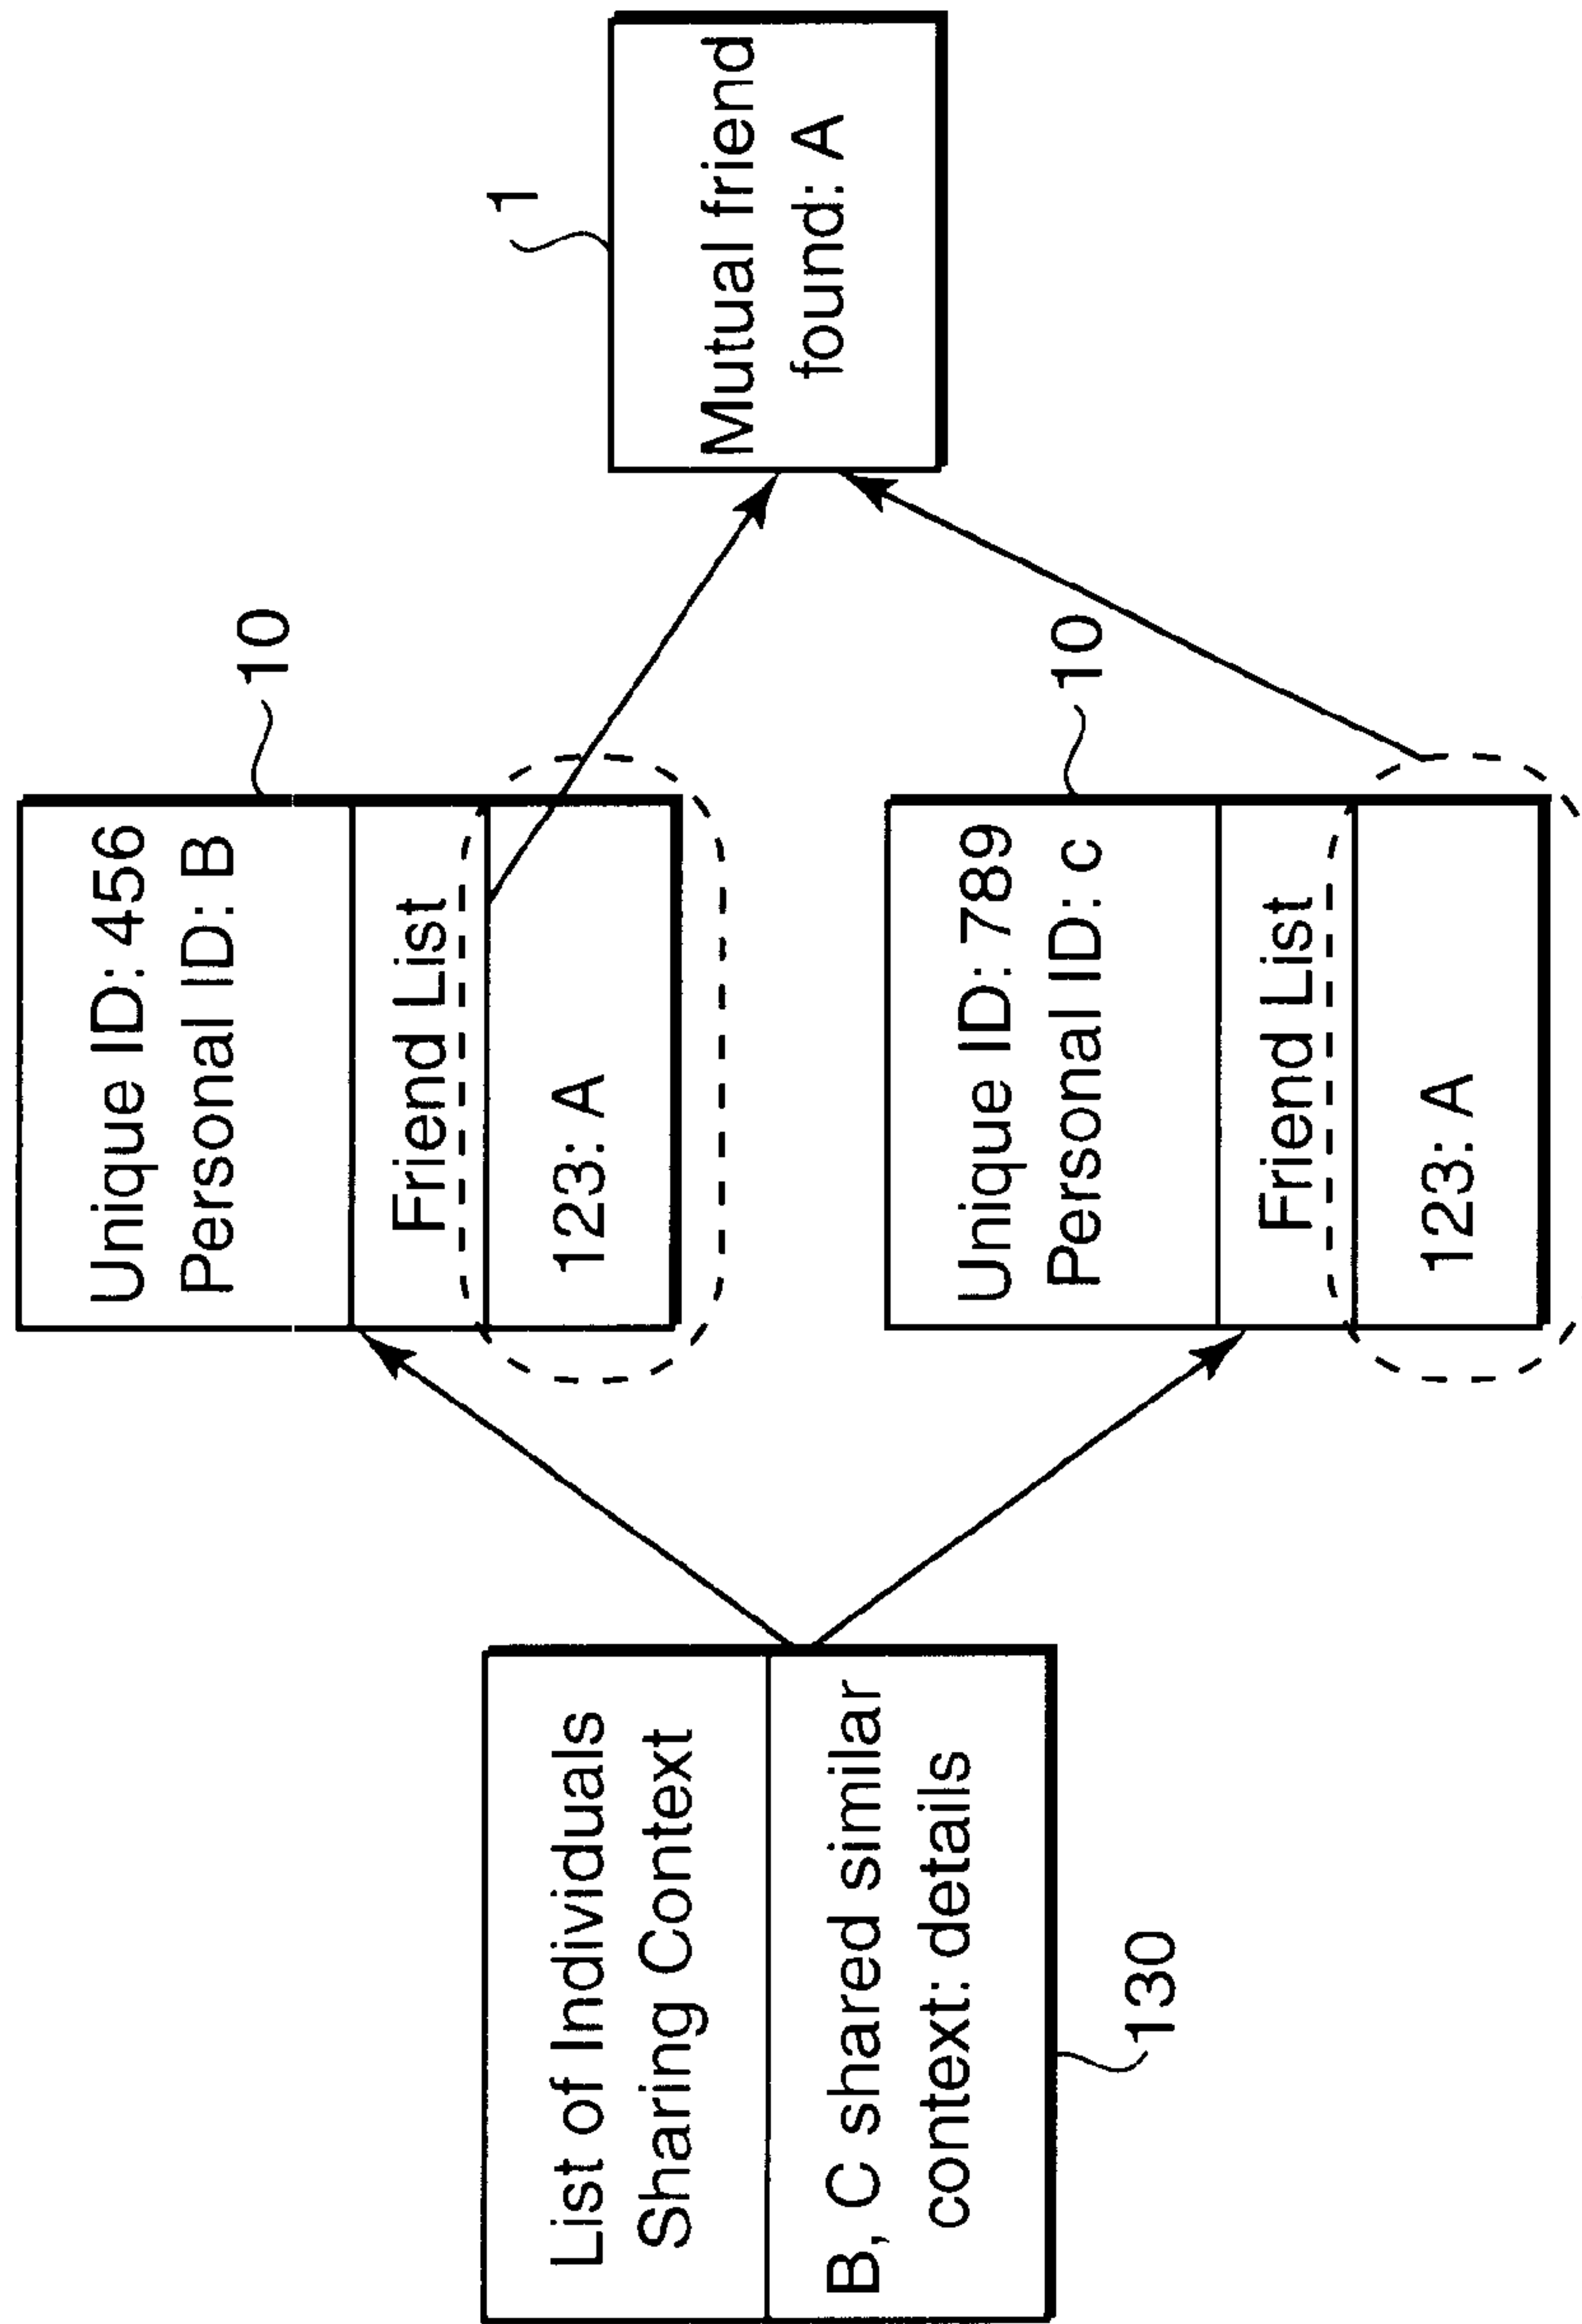 List of Individuals
Sharing Context
B, C shared similar
context: details
130
Unique ID: 456
Personal ID: B
Friend List
123: A
10
Unique ID: 789
Personal ID: c
Friend List
123: A
10
Mutual friend
found: A
1